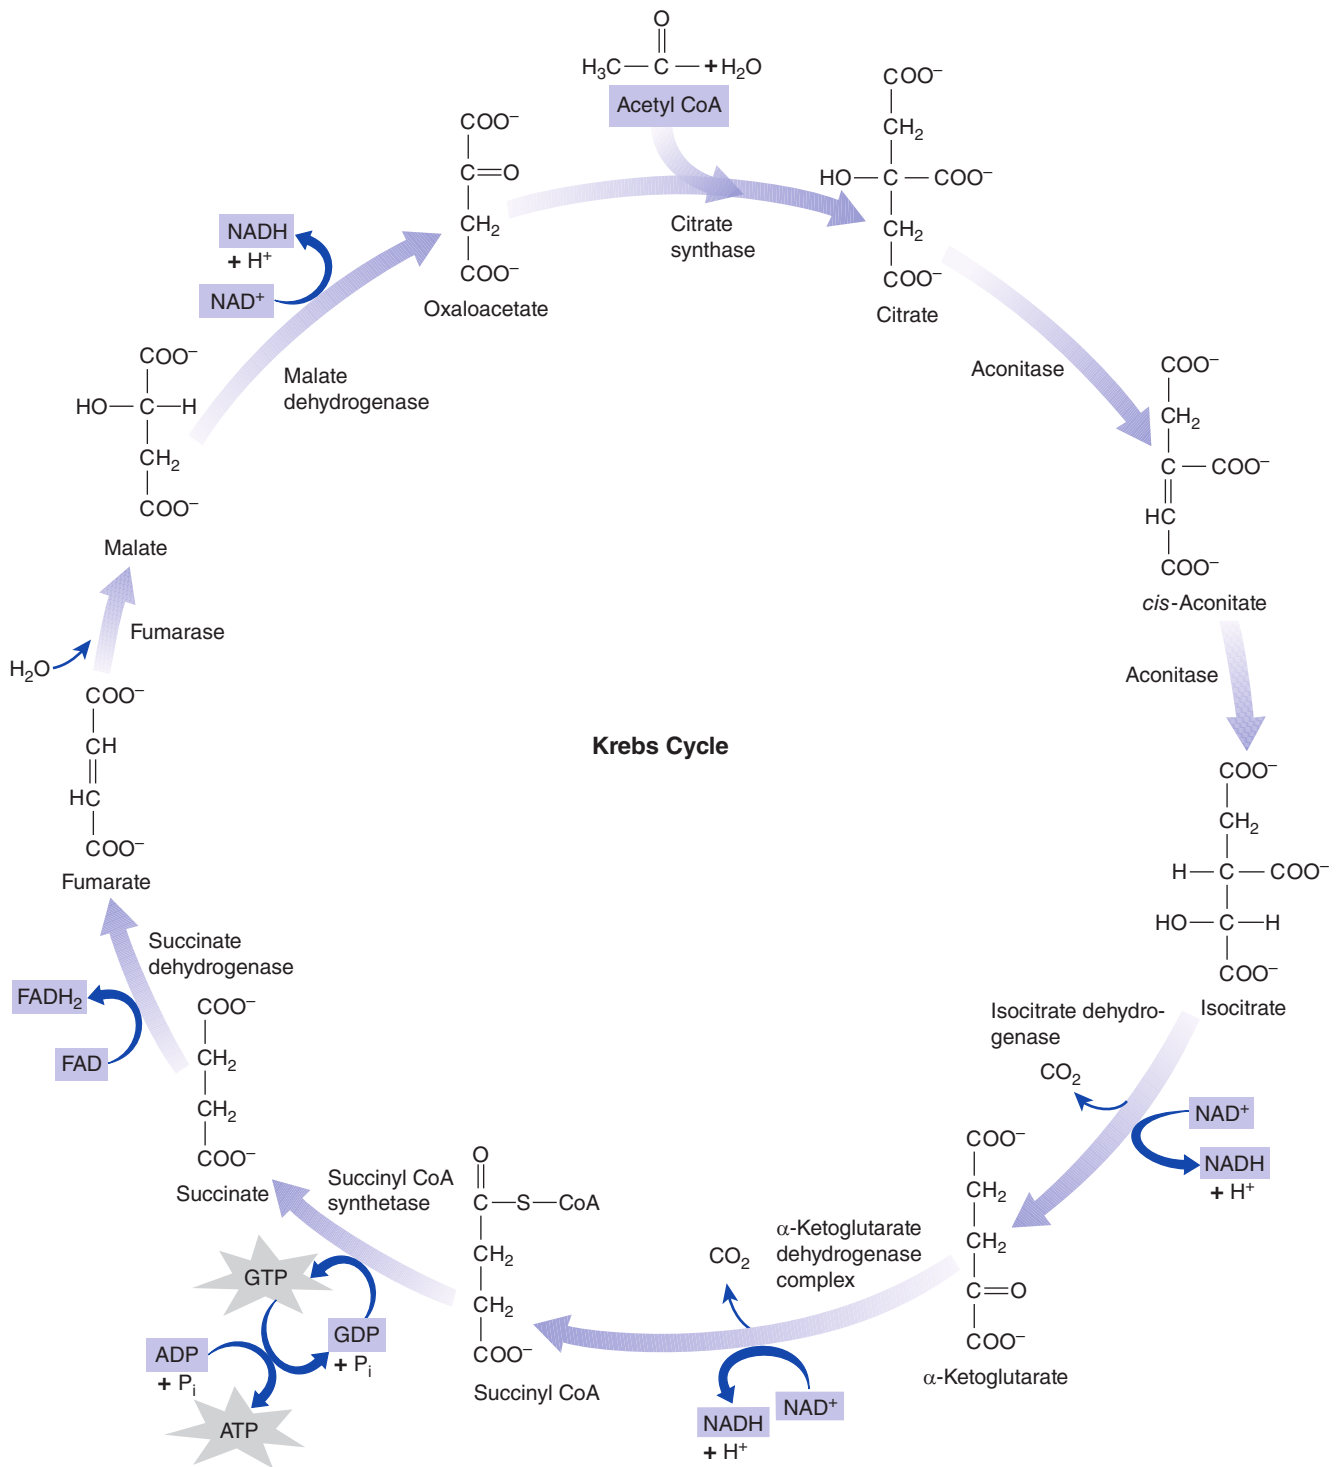 O
H₃C—C—+H₂O
Acetyl CoA
COO⁻
C=O
CH₂
COO⁻
Oxaloacetate
Citrate
synthase
COO⁻
CH₂
HO—C—COO⁻
CH₂
COO⁻
Citrate
Aconitase
COO⁻
CH₂
C—COO⁻
HC
COO⁻
cis-Aconitate
Aconitase
COO⁻
CH₂
H—C—COO⁻
HO—C—H
COO⁻
Isocitrate
Isocitrate dehydro-
genase
CO₂
NAD⁺
NADH
+ H⁺
COO⁻
CH₂
CH₂
C=O
COO⁻
α-Ketoglutarate
α-Ketoglutarate
dehydrogenase
complex
CO₂
NAD⁺
NADH
+ H⁺
O
C—S—CoA
CH₂
CH₂
COO⁻
Succinyl CoA
Succinyl CoA
synthetase
GTP
GDP
+ Pᵢ
ADP
+ Pᵢ
ATP
COO⁻
CH₂
CH₂
COO⁻
Succinate
Succinate
dehydrogenase
FADH₂
FAD
COO⁻
CH
HC
COO⁻
Fumarate
Fumarase
H₂O
COO⁻
HO—C—H
CH₂
COO⁻
Malate
Malate
dehydrogenase
NADH
+ H⁺
NAD⁺
Krebs Cycle